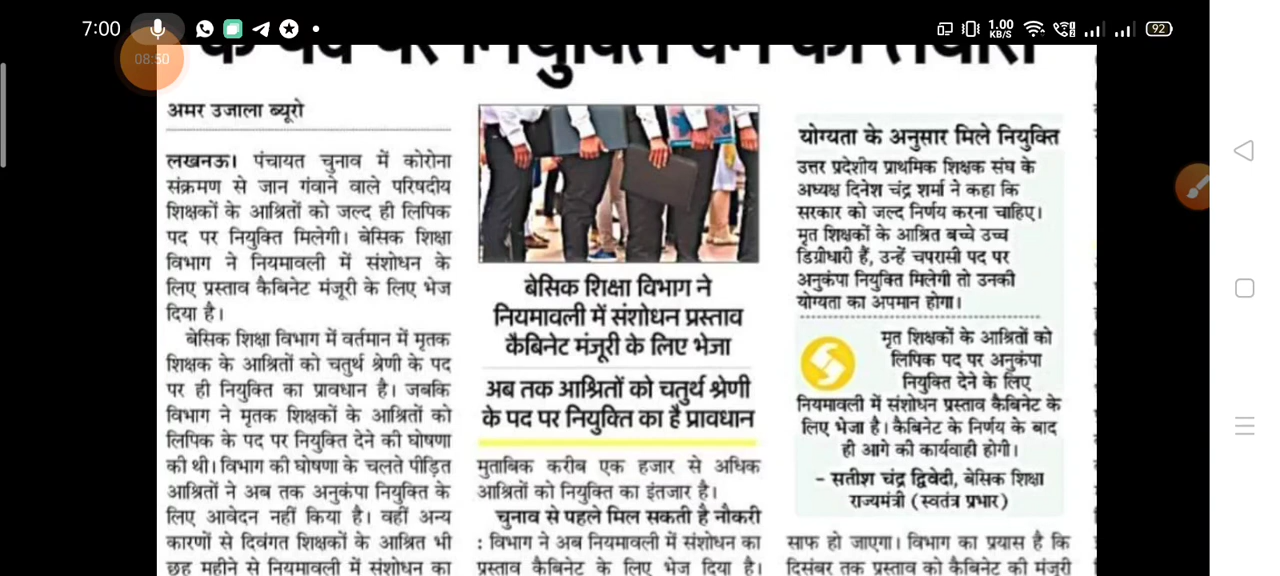 7:00
1.00
KB/S
92
08:50
के पद पर नियुक्ति देने की तैयारी
अमर उजाला ब्यूरो
लखनऊ। पंचायत चुनाव में कोरोना
संक्रमण से जान गंवाने वाले परिषदीय
शिक्षकों के आश्रितों को जल्द ही लिपिक
पद पर नियुक्ति मिलेगी। बेसिक शिक्षा
विभाग ने नियमावली में संशोधन के
लिए प्रस्ताव कैबिनेट मंजूरी के लिए भेज
दिया है।
बेसिक शिक्षा विभाग में वर्तमान में मृतक
शिक्षक के आश्रितों को चतुर्थ श्रेणी के पद
पर ही नियुक्ति का प्रावधान है। जबकि
विभाग ने मृतक शिक्षकों के आश्रितों को
लिपिक के पद पर नियुक्ति देने की घोषणा
की थी। विभाग की घोषणा के चलते पीड़ित
आश्रितों ने अब तक अनुकंपा नियुक्ति के
लिए आवेदन नहीं किया है। वहीं अन्य
कारणों से दिवंगत शिक्षकों के आश्रित भी
छह महीने से नियमावली में संशोधन का
बेसिक शिक्षा विभाग ने
नियमावली में संशोधन प्रस्ताव
कैबिनेट मंजूरी के लिए भेजा
अब तक आश्रितों को चतुर्थ श्रेणी
के पद पर नियुक्ति का है प्रावधान
मुताबिक करीब एक हजार से अधिक
आश्रितों को नियुक्ति का इंतजार है।
चुनाव से पहले मिल सकती है नौकरी
: विभाग ने अब नियमावली में संशोधन का
प्रस्ताव कैबिनेट के लिए भेज दिया है।
योग्यता के अनुसार मिले नियुक्ति
उत्तर प्रदेशीय प्राथमिक शिक्षक संघ के
अध्यक्ष दिनेश चंद्र शर्मा ने कहा कि
सरकार को जल्द निर्णय करना चाहिए।
मृत शिक्षकों के आश्रित बच्चे उच्च
डिग्रीधारी हैं, उन्हें चपरासी पद पर
अनुकंपा नियुक्ति मिलेगी तो उनकी
योग्यता का अपमान होगा।
मृत शिक्षकों के आश्रितों को
लिपिक पद पर अनुकंपा
नियुक्ति देने के लिए
नियमावली में संशोधन प्रस्ताव कैबिनेट के
लिए भेजा है। कैबिनेट के निर्णय के बाद
ही आगे की कार्यवाही होगी।
– सतीश चंद्र द्विवेदी, बेसिक शिक्षा
राज्यमंत्री (स्वतंत्र प्रभार)
साफ हो जाएगा। विभाग का प्रयास है कि
दिसंबर तक प्रस्ताव को कैबिनेट की मंजूरी